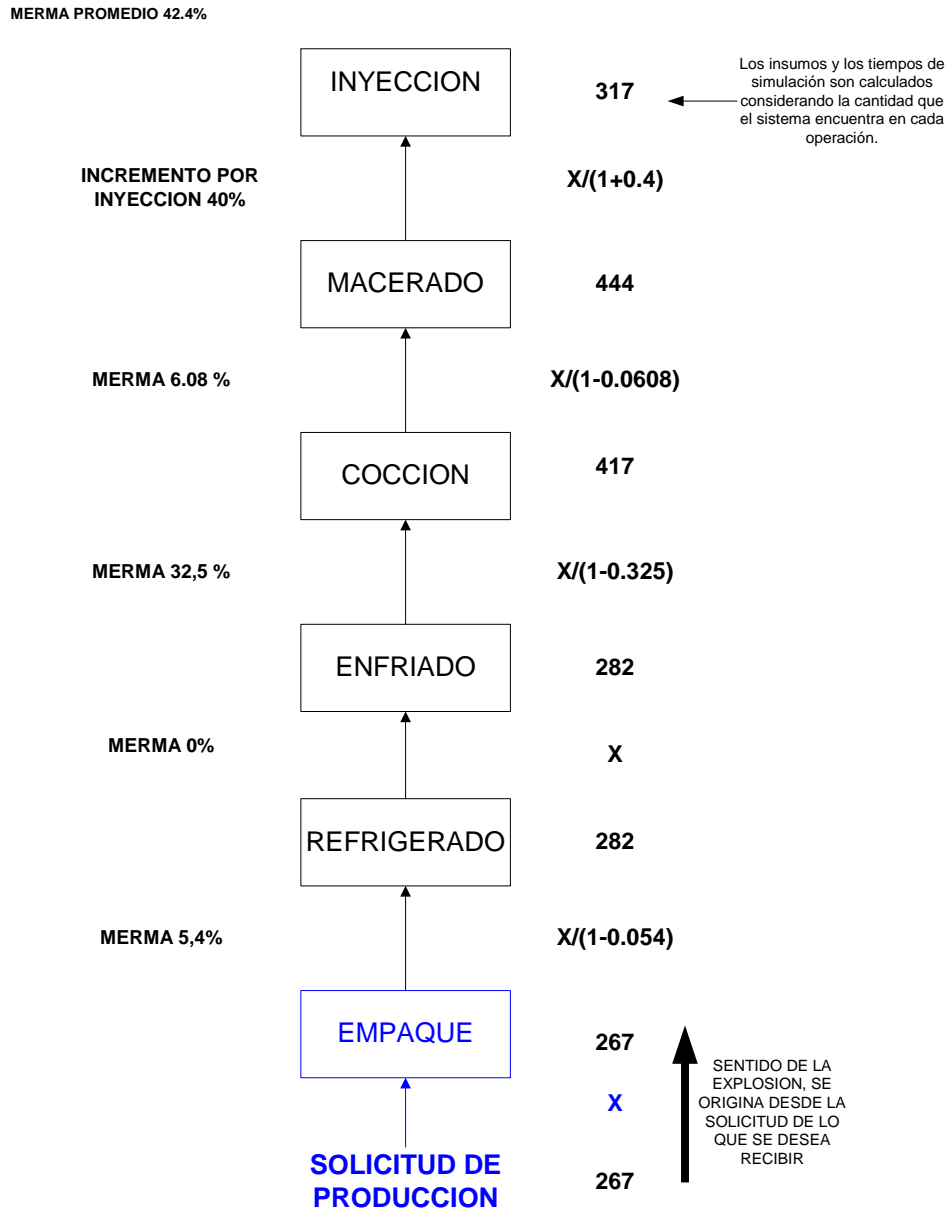 MERMA PROMEDIO 42.4%
INYECCION
317
Los insumos y los tiempos de
simulación son calculados
considerando la cantidad que
el sistema encuentra en cada
operación.
INCREMENTO POR
INYECCION 40%
X/(1+0.4)
MACERADO
444
MERMA 6.08 %
X/(1-0.0608)
COCCION
417
MERMA 32,5 %
X/(1-0.325)
ENFRIADO
282
MERMA 0%
X
REFRIGERADO
282
MERMA 5,4%
X/(1-0.054)
EMPAQUE
267
X
SENTIDO DE LA
EXPLOSION, SE
ORIGINA DESDE LA
SOLICITUD DE LO
QUE SE DESEA
RECIBIR
SOLICITUD DE
PRODUCCION
267